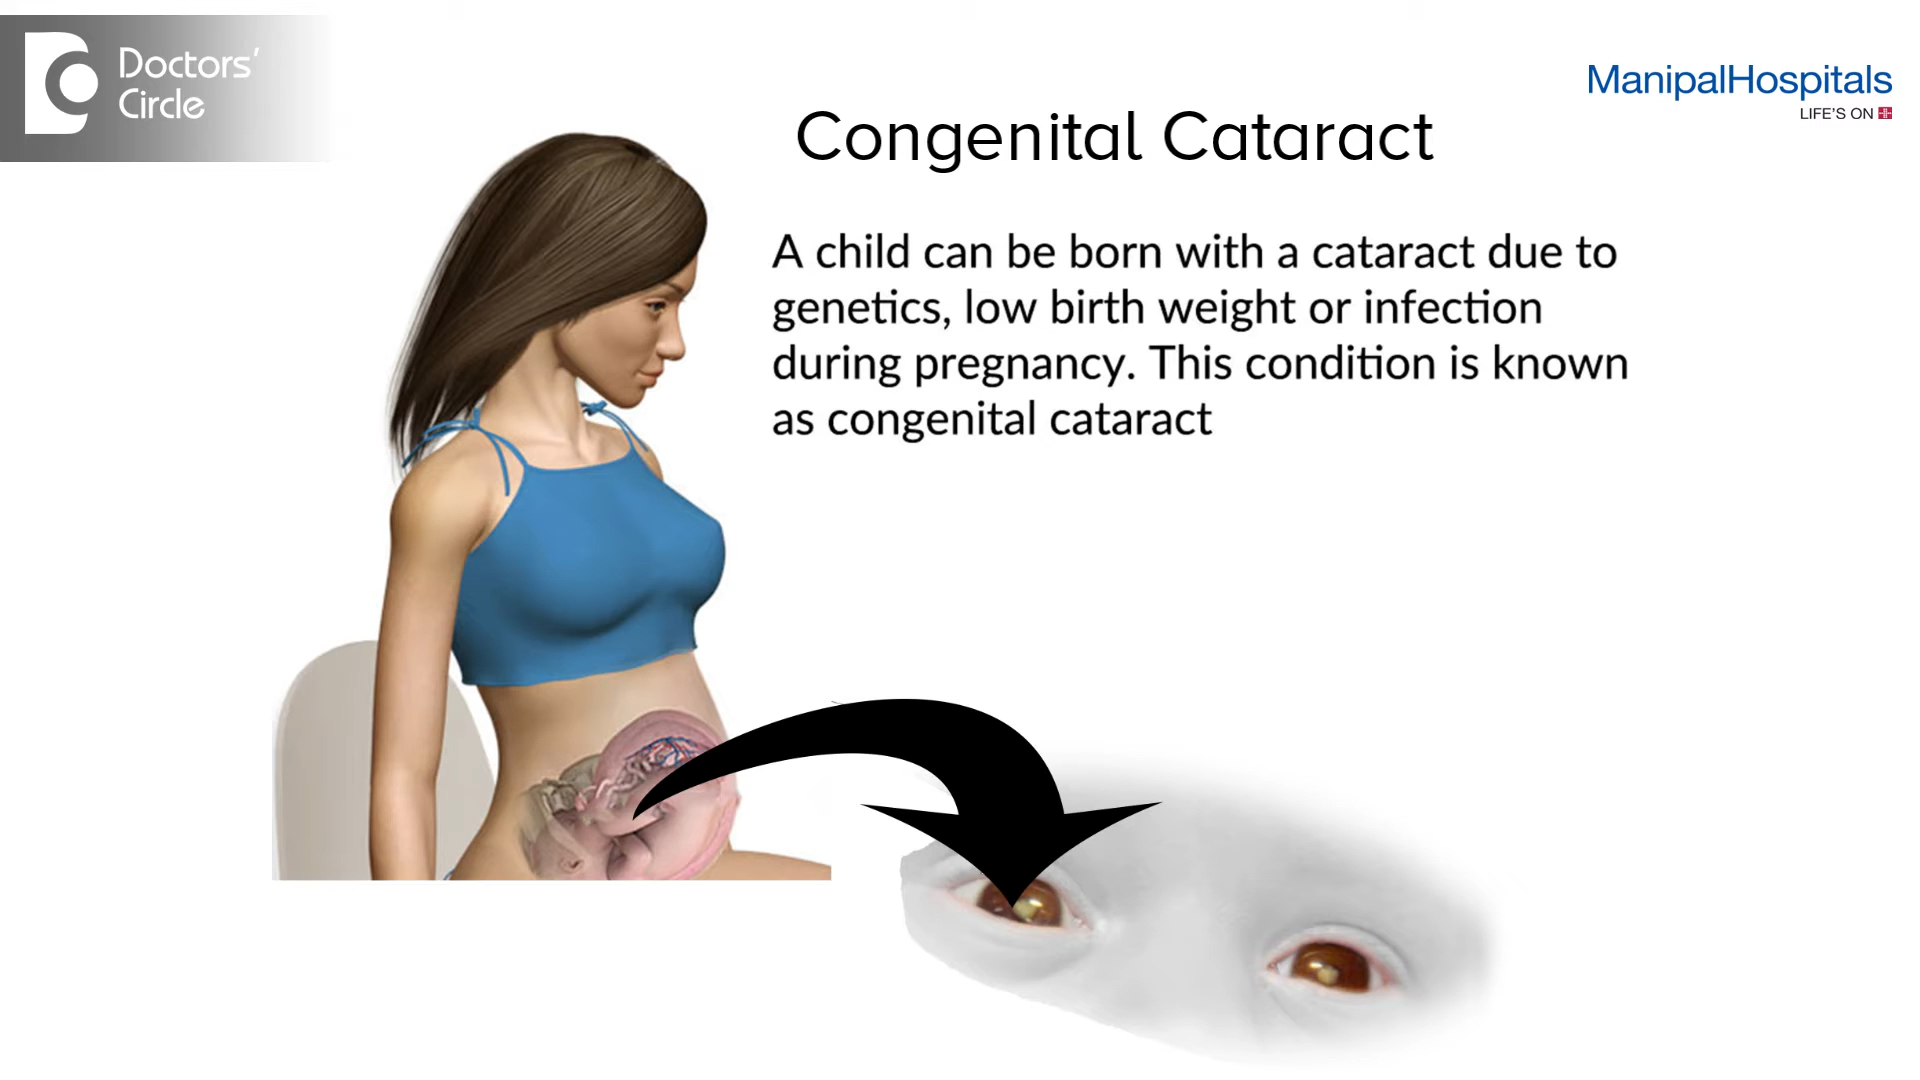 Doctors'
Circle
ManipalHospitals
LIFE'S ON
Congenital Cataract
A child can be born with a cataract due to
genetics, low birth weight or infection
during pregnancy. This condition is known
as congenital cataract